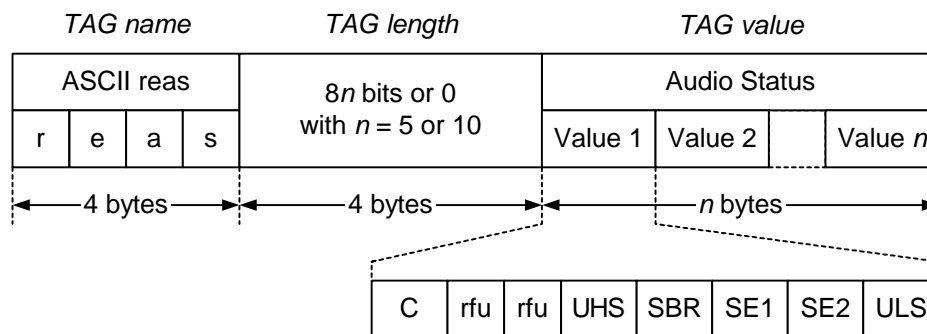 TAG name TAG length TAG value
ASCII reas 8n bits or 0 with n = 5 or 10 Audio Status
r e a s Value 1 Value 2 Value n
4 bytes 4 bytes n bytes
C rfu rfu UHS SBR SE1 SE2 ULS